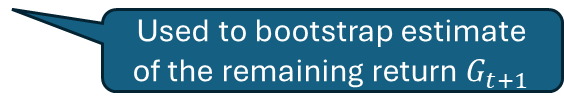 Used to bootstrap estimate
of the remaining return $G_{t+1}$